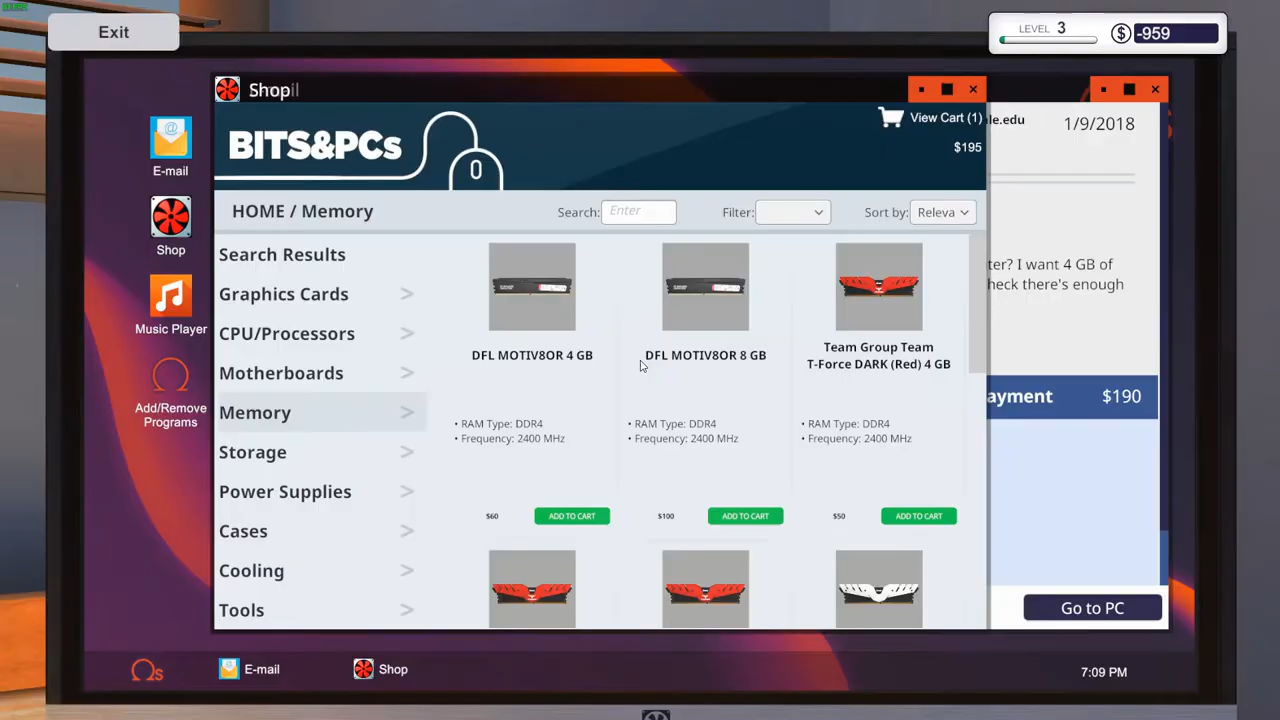 Exit
LEVEL 3
$ -959
Shop
BITS&PCs
View Cart (1)
$195
le.edu
1/9/2018
HOME / Memory
Search: Enter
Filter:
Sort by: Releva
Search Results
Graphics Cards >
CPU/Processors >
Motherboards >
Memory >
Storage >
Power Supplies >
Cases >
Cooling >
Tools >
DFL MOTIV8OR 4 GB
• RAM Type: DDR4
• Frequency: 2400 MHz
$60
ADD TO CART
DFL MOTIV8OR 8 GB
• RAM Type: DDR4
• Frequency: 2400 MHz
$100
ADD TO CART
Team Group Team
T-Force DARK (Red) 4 GB
• RAM Type: DDR4
• Frequency: 2400 MHz
$50
ADD TO CART
ter? I want 4 GB of
heck there's enough
ayment $190
Go to PC
E-mail
Shop
Music Player
Add/Remove
Programs
Ωs
E-mail
Shop
7:09 PM